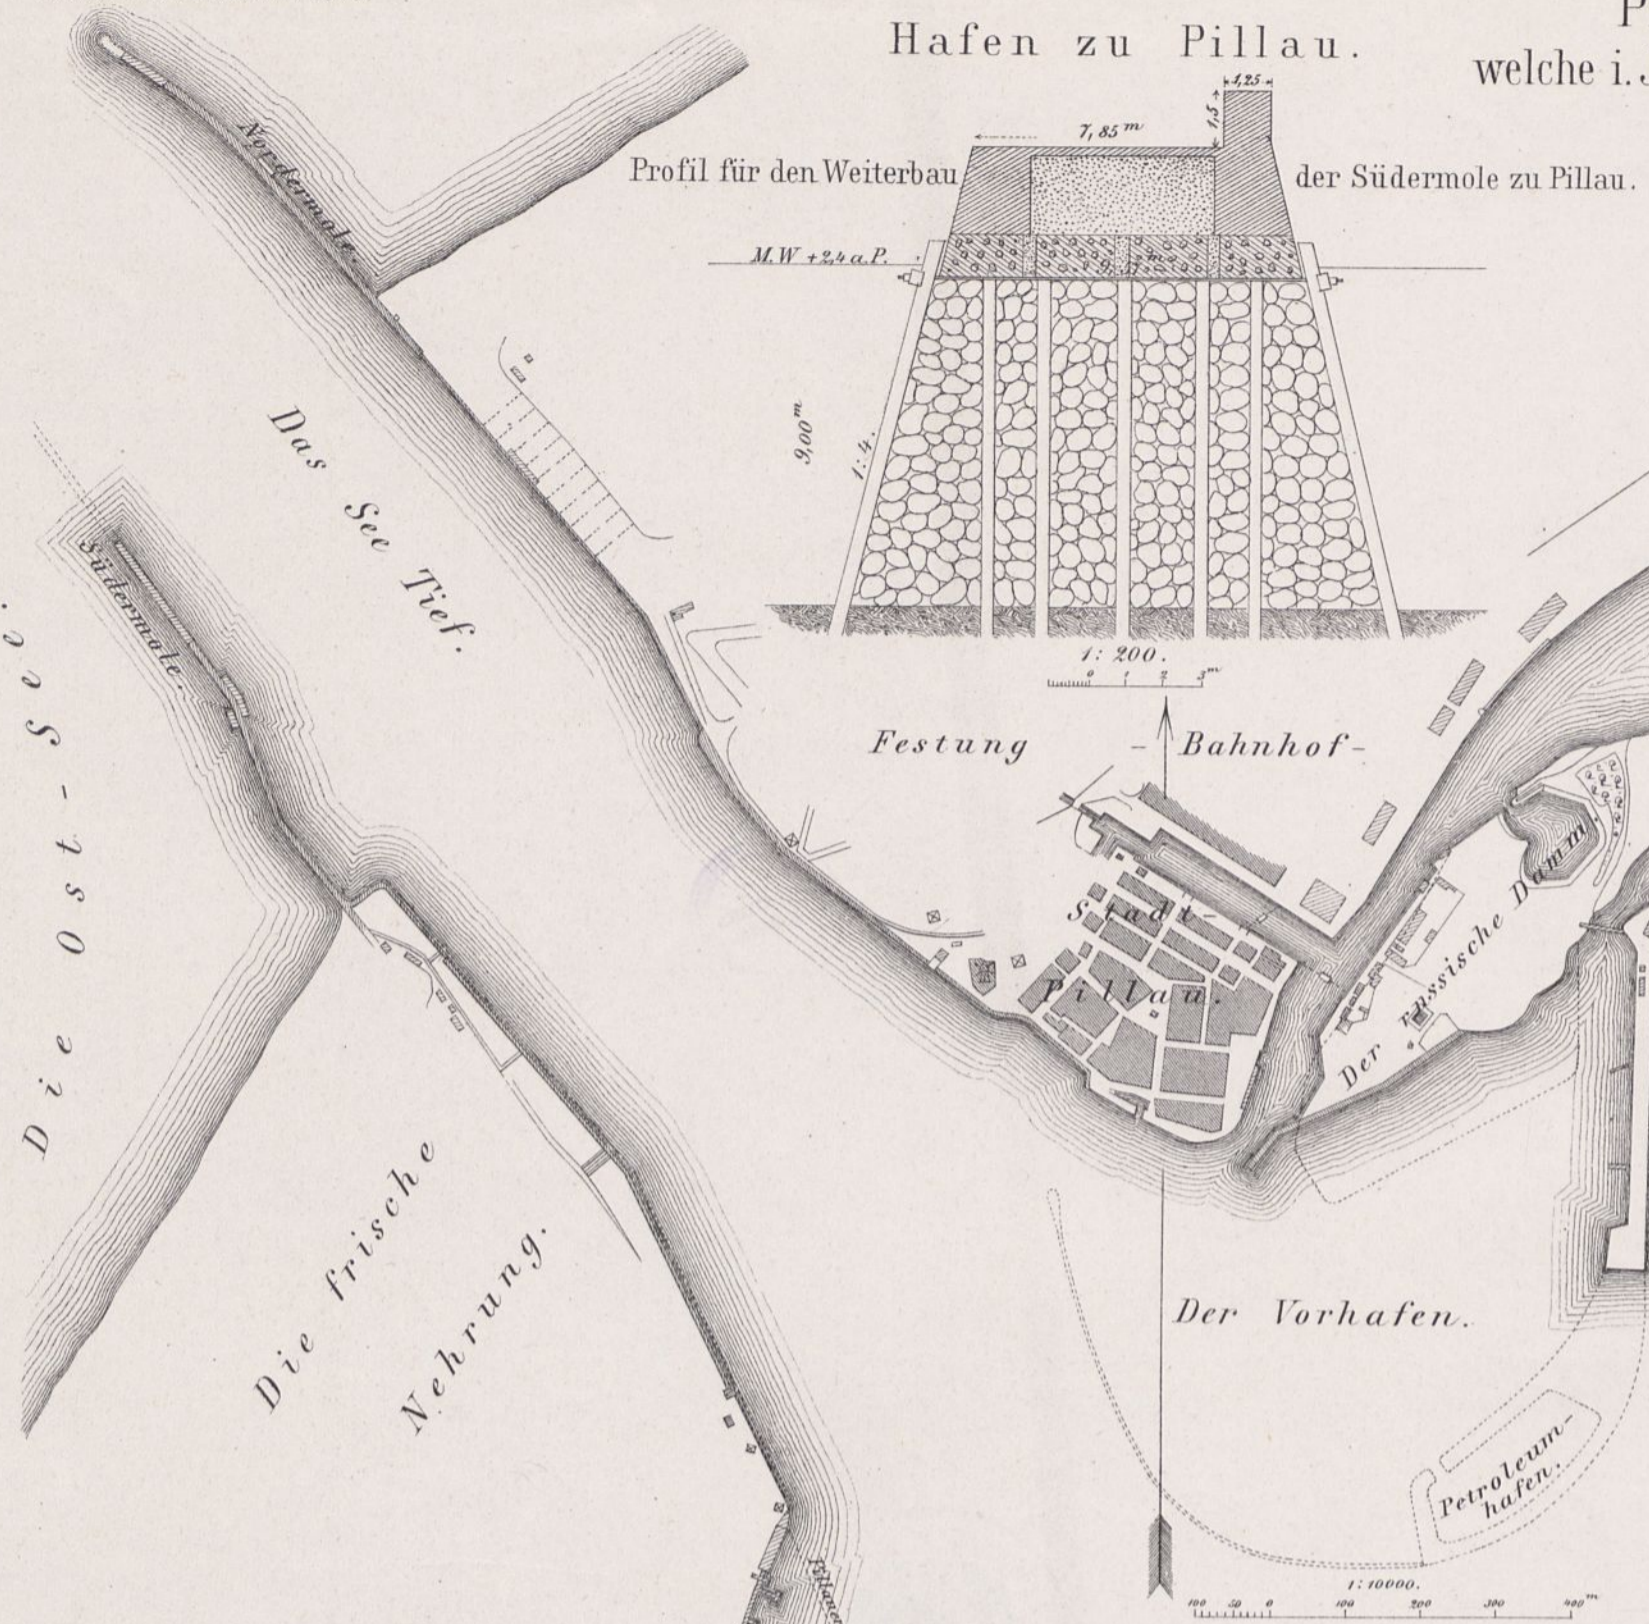 Hafen zu Pillau.
welche i.
1,25
1,5
7,85 m
Profil für den Weiterbau
der Südermole zu Pillau.
M.W +2,4 a.P.
9,00 m
1:4.
1:200.
0 1 2 3 m
Nordermole.
Das See Tief.
Südermole.
Die Ost-See.
Festung
- Bahnhof-
Stadt-
Pillau.
Der russische Damm.
Die frische
Nehrung.
Der Vorhafen.
Petroleum-
hafen.
1:10000.
100 50 0 100 200 300 400 m